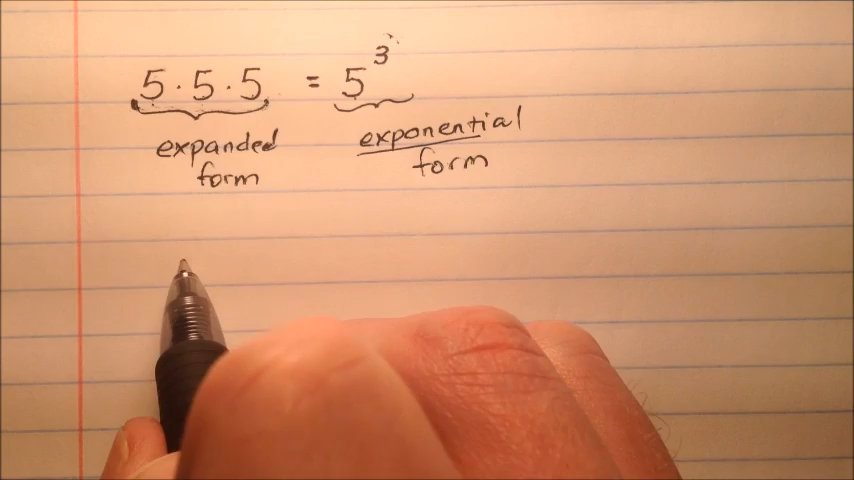 5 · 5 · 5 = 5³
expanded exponential
form form